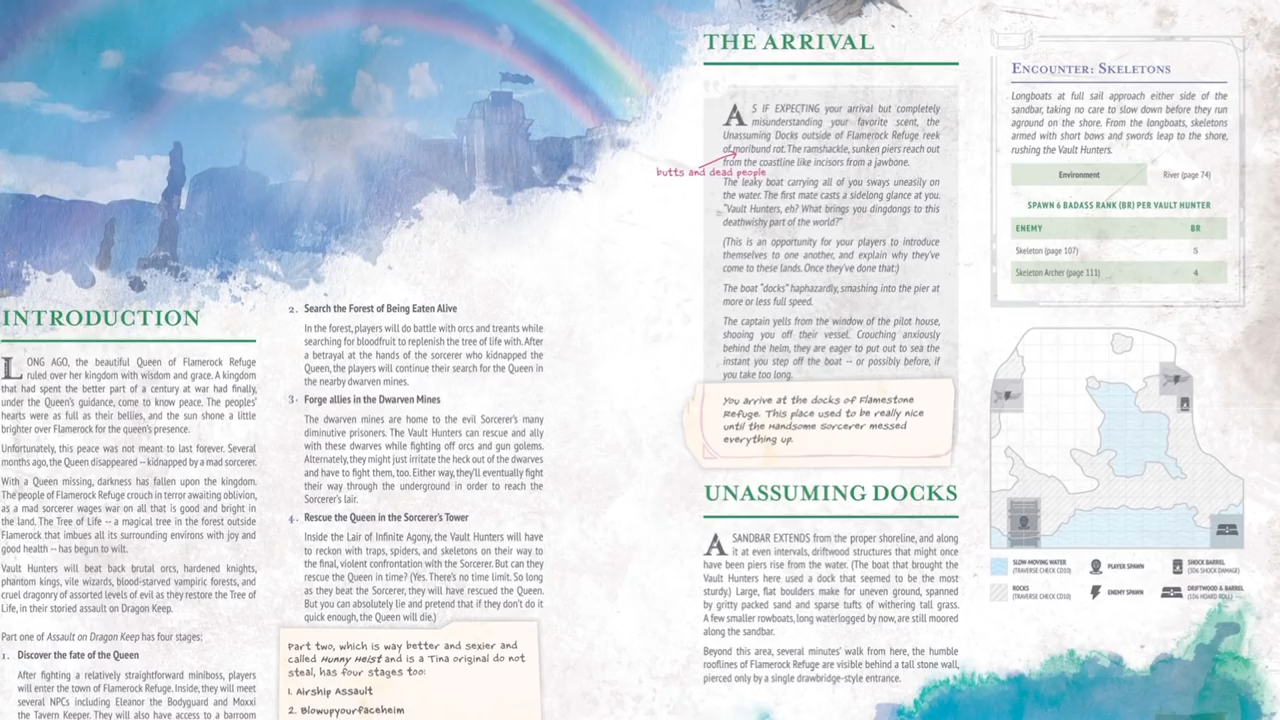 INTRODUCTION
LONG AGO, the beautiful Queen of Flamerock Refuge
ruled over her kingdom with wisdom and grace. A kingdom
that had spent the better part of a century at war had finally,
under the Queen's guidance, come to know peace. The peoples'
hearts were as full as their bellies, and the sun shone a little
brighter over Flamerock for the queen's presence.
Unfortunately, this peace was not meant to last forever. Several
months ago, the Queen disappeared -- kidnapped by a mad sorcerer.
With a Queen missing, darkness has fallen upon the kingdom.
The people of Flamerock Refuge crouch in terror awaiting oblivion,
as a mad sorcerer wages war on all that is good and bright in
the land. The Tree of Life -- a magical tree in the forest outside
Flamerock that imbues all its surrounding environs with joy and
good health -- has begun to wilt.
Vault Hunters will beat back brutal orcs, hardened knights,
phantom kings, vile wizards, blood-starved vampiric forests, and
cruel dragonry of assorted levels of evil as they restore the Tree of
Life, in their storied assault on Dragon Keep.
Part one of Assault on Dragon Keep has four stages:
1. Discover the fate of the Queen
After fighting a relatively straightforward miniboss, players
will enter the town of Flamerock Refuge. Inside, they will meet
several NPCs including Eleanor the Bodyguard and Moxxi
the Tavern Keeper. They will also have access to a barroom
2. Search the Forest of Being Eaten Alive
In the forest, players will do battle with orcs and treants while
searching for bloodfruit to replenish the tree of life with. After
a betrayal at the hands of the sorcerer who kidnapped the
Queen, the players will continue their search for the Queen in
the nearby dwarven mines.
3. Forge allies in the Dwarven Mines
The dwarven mines are home to the evil Sorcerer's many
diminutive prisoners. The Vault Hunters can rescue and ally
with these dwarves while fighting off orcs and gun golems.
Alternately, they might just irritate the heck out of the dwarves
and have to fight them, too. Either way, they'll eventually fight
their way through the underground in order to reach the
Sorcerer's lair.
4. Rescue the Queen in the Sorcerer's Tower
Inside the Lair of Infinite Agony, the Vault Hunters will have
to reckon with traps, spiders, and skeletons on their way to
the final, violent confrontation with the Sorcerer. But can they
rescue the Queen in time? (Yes. There's no time limit. So long
as they beat the Sorcerer, they will have rescued the Queen.
But you can absolutely lie and pretend that if they don't do it
quick enough, the Queen will die.)
Part two, which is way better and sexier and
called Hunny Heist and is a Tina original do not
steal, has four stages too:
1. Airship Assault
2. Blowupyourfaceheim
THE ARRIVAL
AS IF EXPECTING your arrival but completely
misunderstanding your favorite scent, the
Unassuming Docks outside of Flamerock Refuge reek
of moribund rot. The ramshackle, sunken piers reach out
from the coastline like incisors from a jawbone.
butts and dead people
The leaky boat carrying all of you sways uneasily on
the water. The first mate casts a sidelong glance at you.
"Vault Hunters, eh? What brings you dingdongs to this
deathwishy part of the world?"
(This is an opportunity for your players to introduce
themselves to one another, and explain why they've
come to these lands. Once they've done that:)
The boat "docks" haphazardly, smashing into the pier at
more or less full speed.
The captain yells from the window of the pilot house,
shooing you off their vessel. Crouching anxiously
behind the helm, they are eager to put out to sea the
instant you step off the boat -- or possibly before, if
you take too long.
You arrive at the docks of Flamestone
Refuge. This place used to be really nice
until the Handsome Sorcerer messed
everything up.
UNASSUMING DOCKS
A SANDBAR EXTENDS from the proper shoreline, and along
it at even intervals, driftwood structures that might once
have been piers rise from the water. (The boat that brought the
Vault Hunters here used a dock that seemed to be the most
sturdy.) Large, flat boulders make for uneven ground, spanned
by gritty packed sand and sparse tufts of withering tall grass.
A few smaller rowboats, long waterlogged by now, are still moored
along the sandbar.
Beyond this area, several minutes' walk from here, the humble
rooflines of Flamerock Refuge are visible behind a tall stone wall,
pierced only by a single drawbridge-style entrance.
ENCOUNTER: SKELETONS
Longboats at full sail approach either side of the
sandbar, taking no care to slow down before they run
aground on the shore. From the longboats, skeletons
armed with short bows and swords leap to the shore,
rushing the Vault Hunters.
Environment River (page 74)
SPAWN 6 BADASS RANK (BR) PER VAULT HUNTER
ENEMY BR
Skeleton (page 107) 5
Skeleton Archer (page 111) 4
SLOW-MOVING WATER
(TRAVERSE CHECK CD10)
PLAYER SPAWN
SHOCK BARREL
(1D6 SHOCK DAMAGE)
ROCKS
(TRAVERSE CHECK CD10)
ENEMY SPAWN
DRIFTWOOD & BARREL
(1D6 HOARD ROLL)